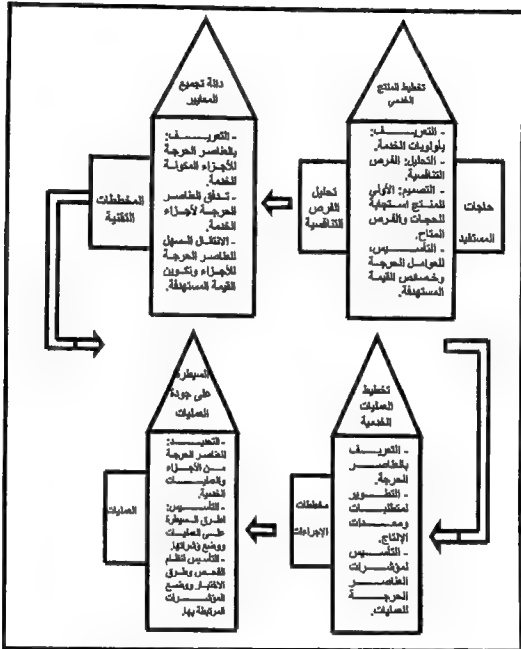 تخطيط المنتج
الخدمي
- التعريف:
بأولويات الخدمة.
- التحليل: الفرص
التنافسية.
- التصميم: الأولي
للمنتج استجابة
للحجات والفرص
المتاح.
- التأسيس:
للعوامل الحرجة
وخصائص القيمة
المستهدفة.
حاجات
المستفيد
تحليل
الفرص
التنافسية
دالة تجميع
المعايير
- التعريف:
بالعناصر الحرجة
للأجزاء المكونة
للخدمة.
- تدفق العناصر
الحرجة لأجزاء
الخدمة.
- الانتقال السهل
للعناصر الحرجة
للأجزاء وتكوين
القيمة المستهدفة.
المخططات
التقنية
تخطيط
العمليات
الخدمية
- التعريف
بالعناصر
الحرجة.
- التطوير
لمتطلبات
ومعدات
الإنتاج.
- التأسيس
لمؤشرات
العناصر
الحرجة
للعمليات.
مخططات
الإجراءات
السيطرة
على جودة
العمليات
- التحديد:
للعناصر الحرجة
من الأجزاء
والعمليات
الخدمية.
- التأسيس:
لطرق السيطرة
على العمليات
ووضع
- التأسيس لنظام
الفحص وطرق
الاختبار ووضع
المؤشرات
المرتبطة بها.
العمليات